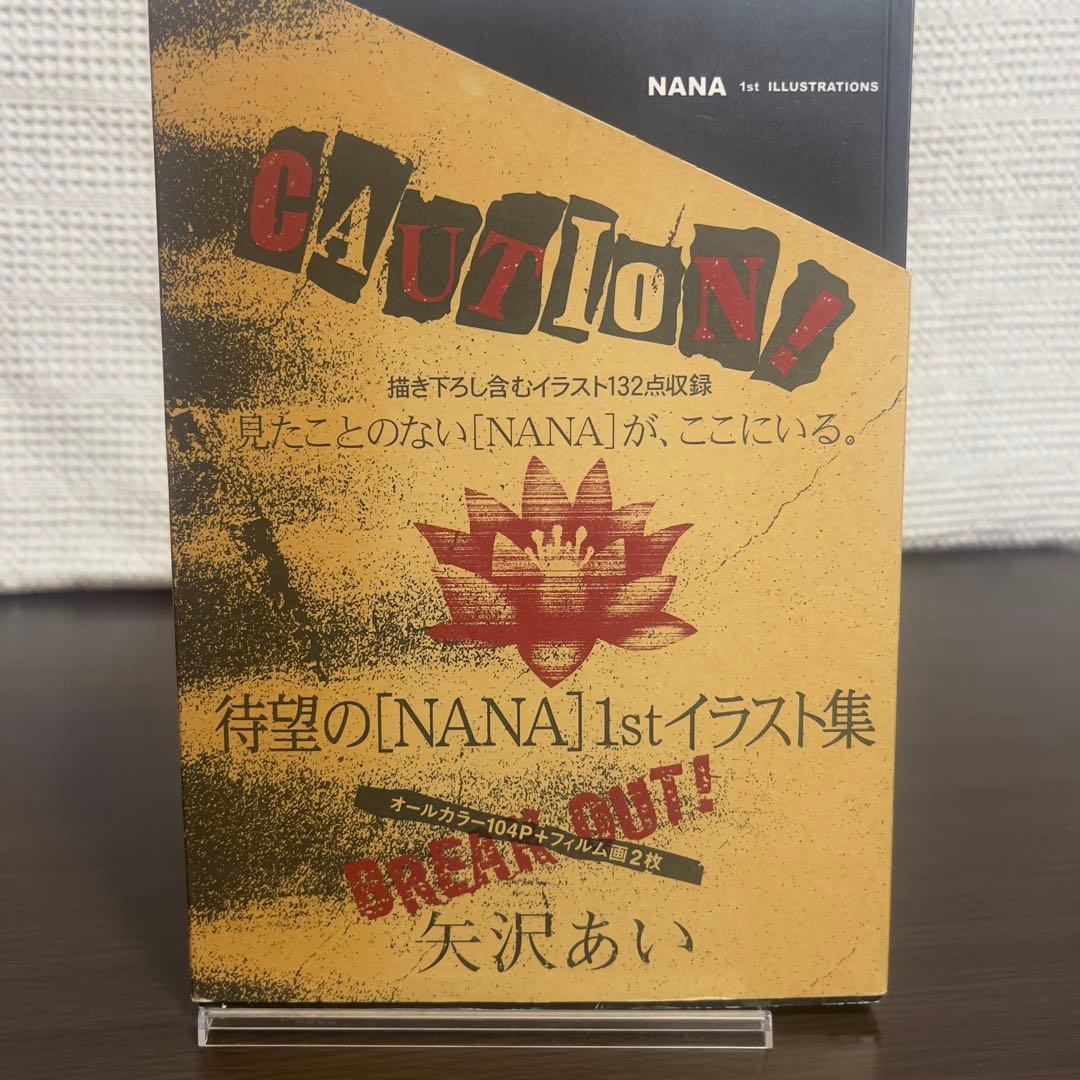 NANA 1st ILLUSTRATIONS
CAUTION!
描き下ろし含むイラスト132点収録
見たことのない[NANA]が、ここにいる。
待望の[NANA]1stイラスト集
BREAK OUT!
オールカラー104P+フィルム画2枚
矢沢あい